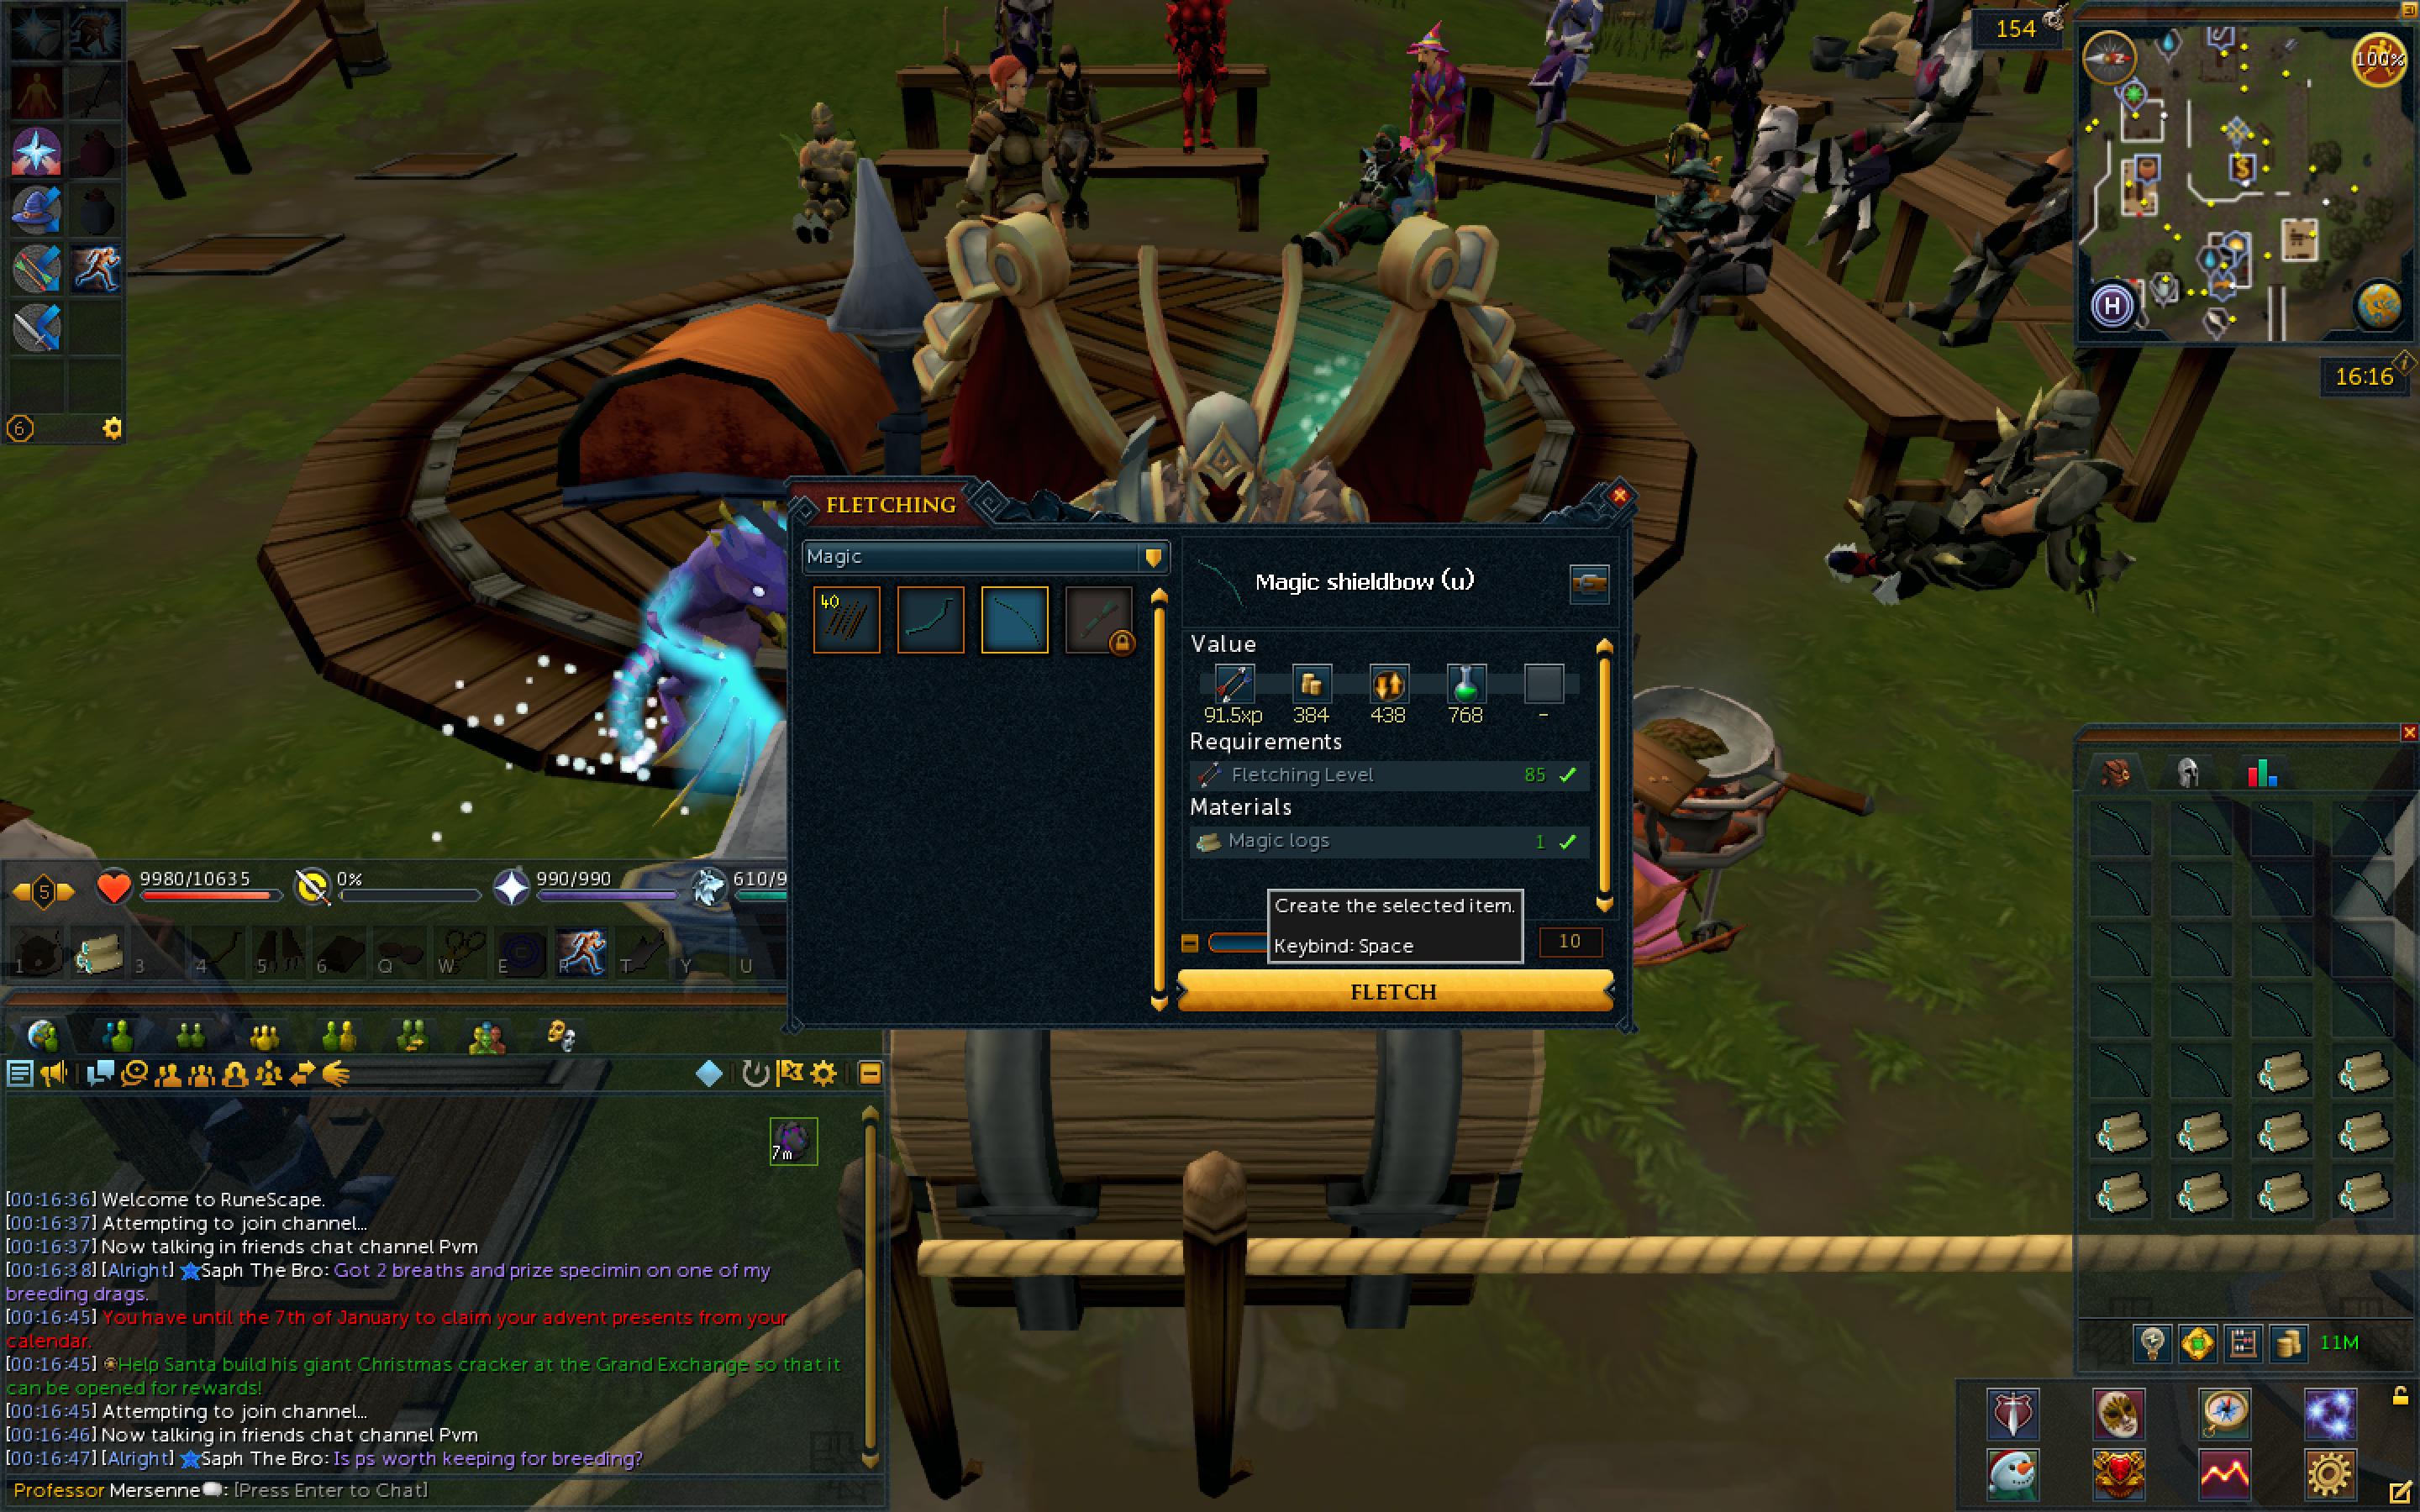 154
100%
H
16:16
6
FLETCHING
Magic
40
Magic shieldbow (u)
Value
91.5xp 384 438 768 -
Requirements
Fletching Level 85
Materials
Magic logs 1
Create the selected item.
Keybind: Space
10
FLETCH
5 9980/10635 0% 990/990 610/9
1 3 4 5 6 Q W E R T Y U
7m
[00:16:36] Welcome to RuneScape.
[00:16:37] Attempting to join channel...
[00:16:37] Now talking in friends chat channel Pvm
[00:16:38] [Alright] Saph The Bro: Got 2 breaths and prize specimin on one of my
breeding drags.
[00:16:45] You have until the 7th of January to claim your advent presents from your
calendar.
[00:16:45] Help Santa build his giant Christmas cracker at the Grand Exchange so that it
can be opened for rewards!
[00:16:45] Attempting to join channel...
[00:16:46] Now talking in friends chat channel Pvm
[00:16:47] [Alright] Saph The Bro: Is ps worth keeping for breeding?
Professor Mersenne: [Press Enter to Chat]
11M